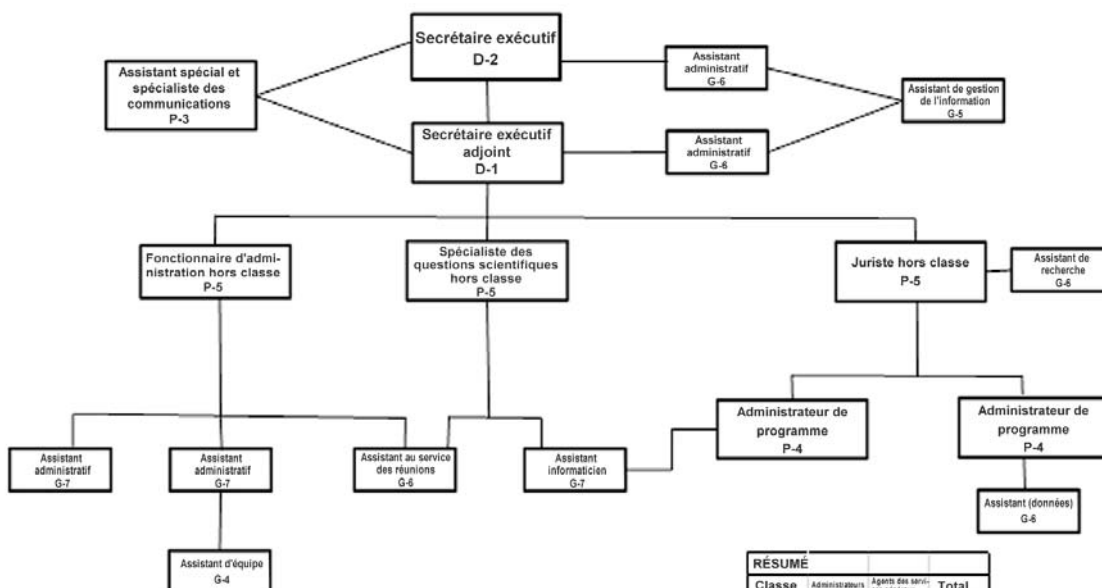 Secrétaire exécutif
D-2
Assistant spécial et
spécialiste des
communications
P-3
Assistant
administratif
G-6
Assistant de gestion
de l'information
G-5
Secrétaire exécutif
adjoint
D-1
Assistant
administratif
G-6
Fonctionnaire d'admi-
nistration hors classe
P-5
Spécialiste des
questions scientifiques
hors classe
P-5
Juriste hors classe
P-5
Assistant de
recherche
G-6
Administrateur de
programme
P-4
Administrateur de
programme
P-4
Assistant
administratif
G-7
Assistant
administratif
G-7
Assistant au service
des réunions
G-6
Assistant
informaticien
G-7
Assistant (données)
G-6
Assistant d'équipe
G-4
RÉSUMÉ
Classe Administrateurs Agents des servi- Total